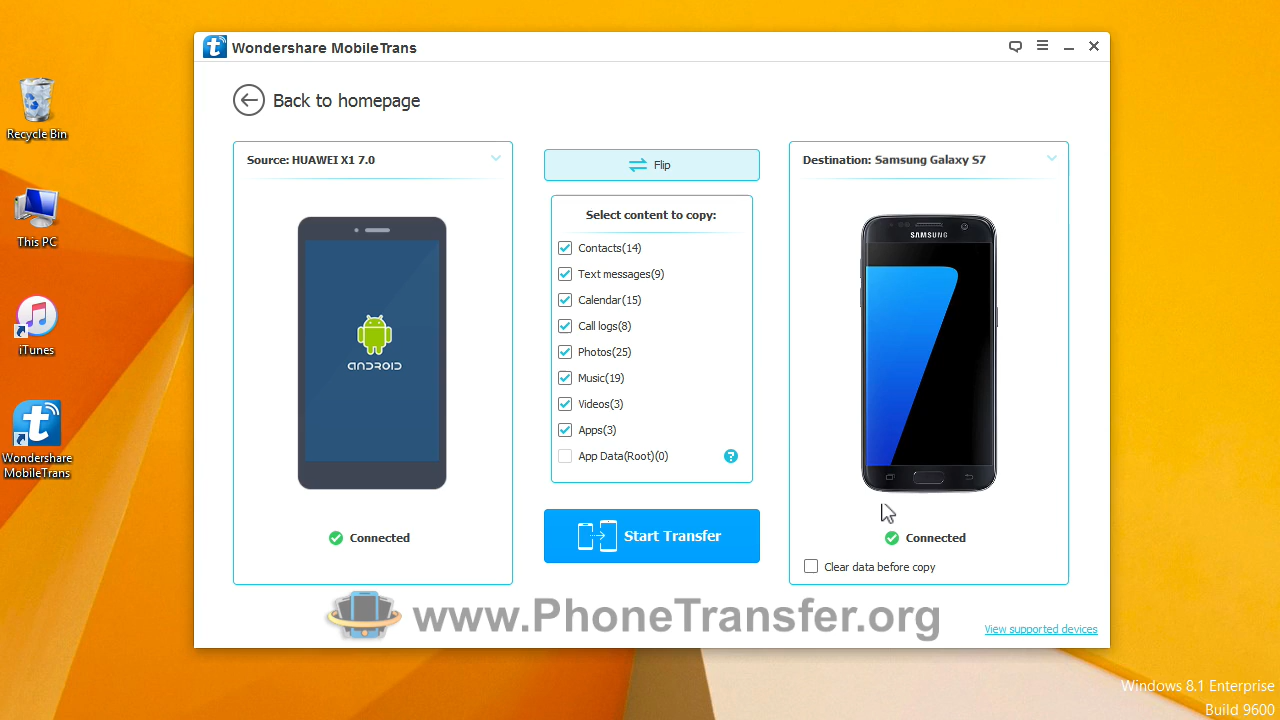 Wondershare MobileTrans
Back to homepage
Recycle Bin
This PC
iTunes
Wondershare
MobileTrans
Source: HUAWEI X1 7.0
ANDROID
Connected
Flip
Select content to copy:
Contacts(14)
Text messages(9)
Calendar(15)
Call logs(8)
Photos(25)
Music(19)
Videos(3)
Apps(3)
App Data(Root)(0)
?
Start Transfer
Destination: Samsung Galaxy S7
SAMSUNG
Connected
Clear data before copy
www.PhoneTransfer.org
View supported devices
Windows 8.1 Enterprise
Build 9600